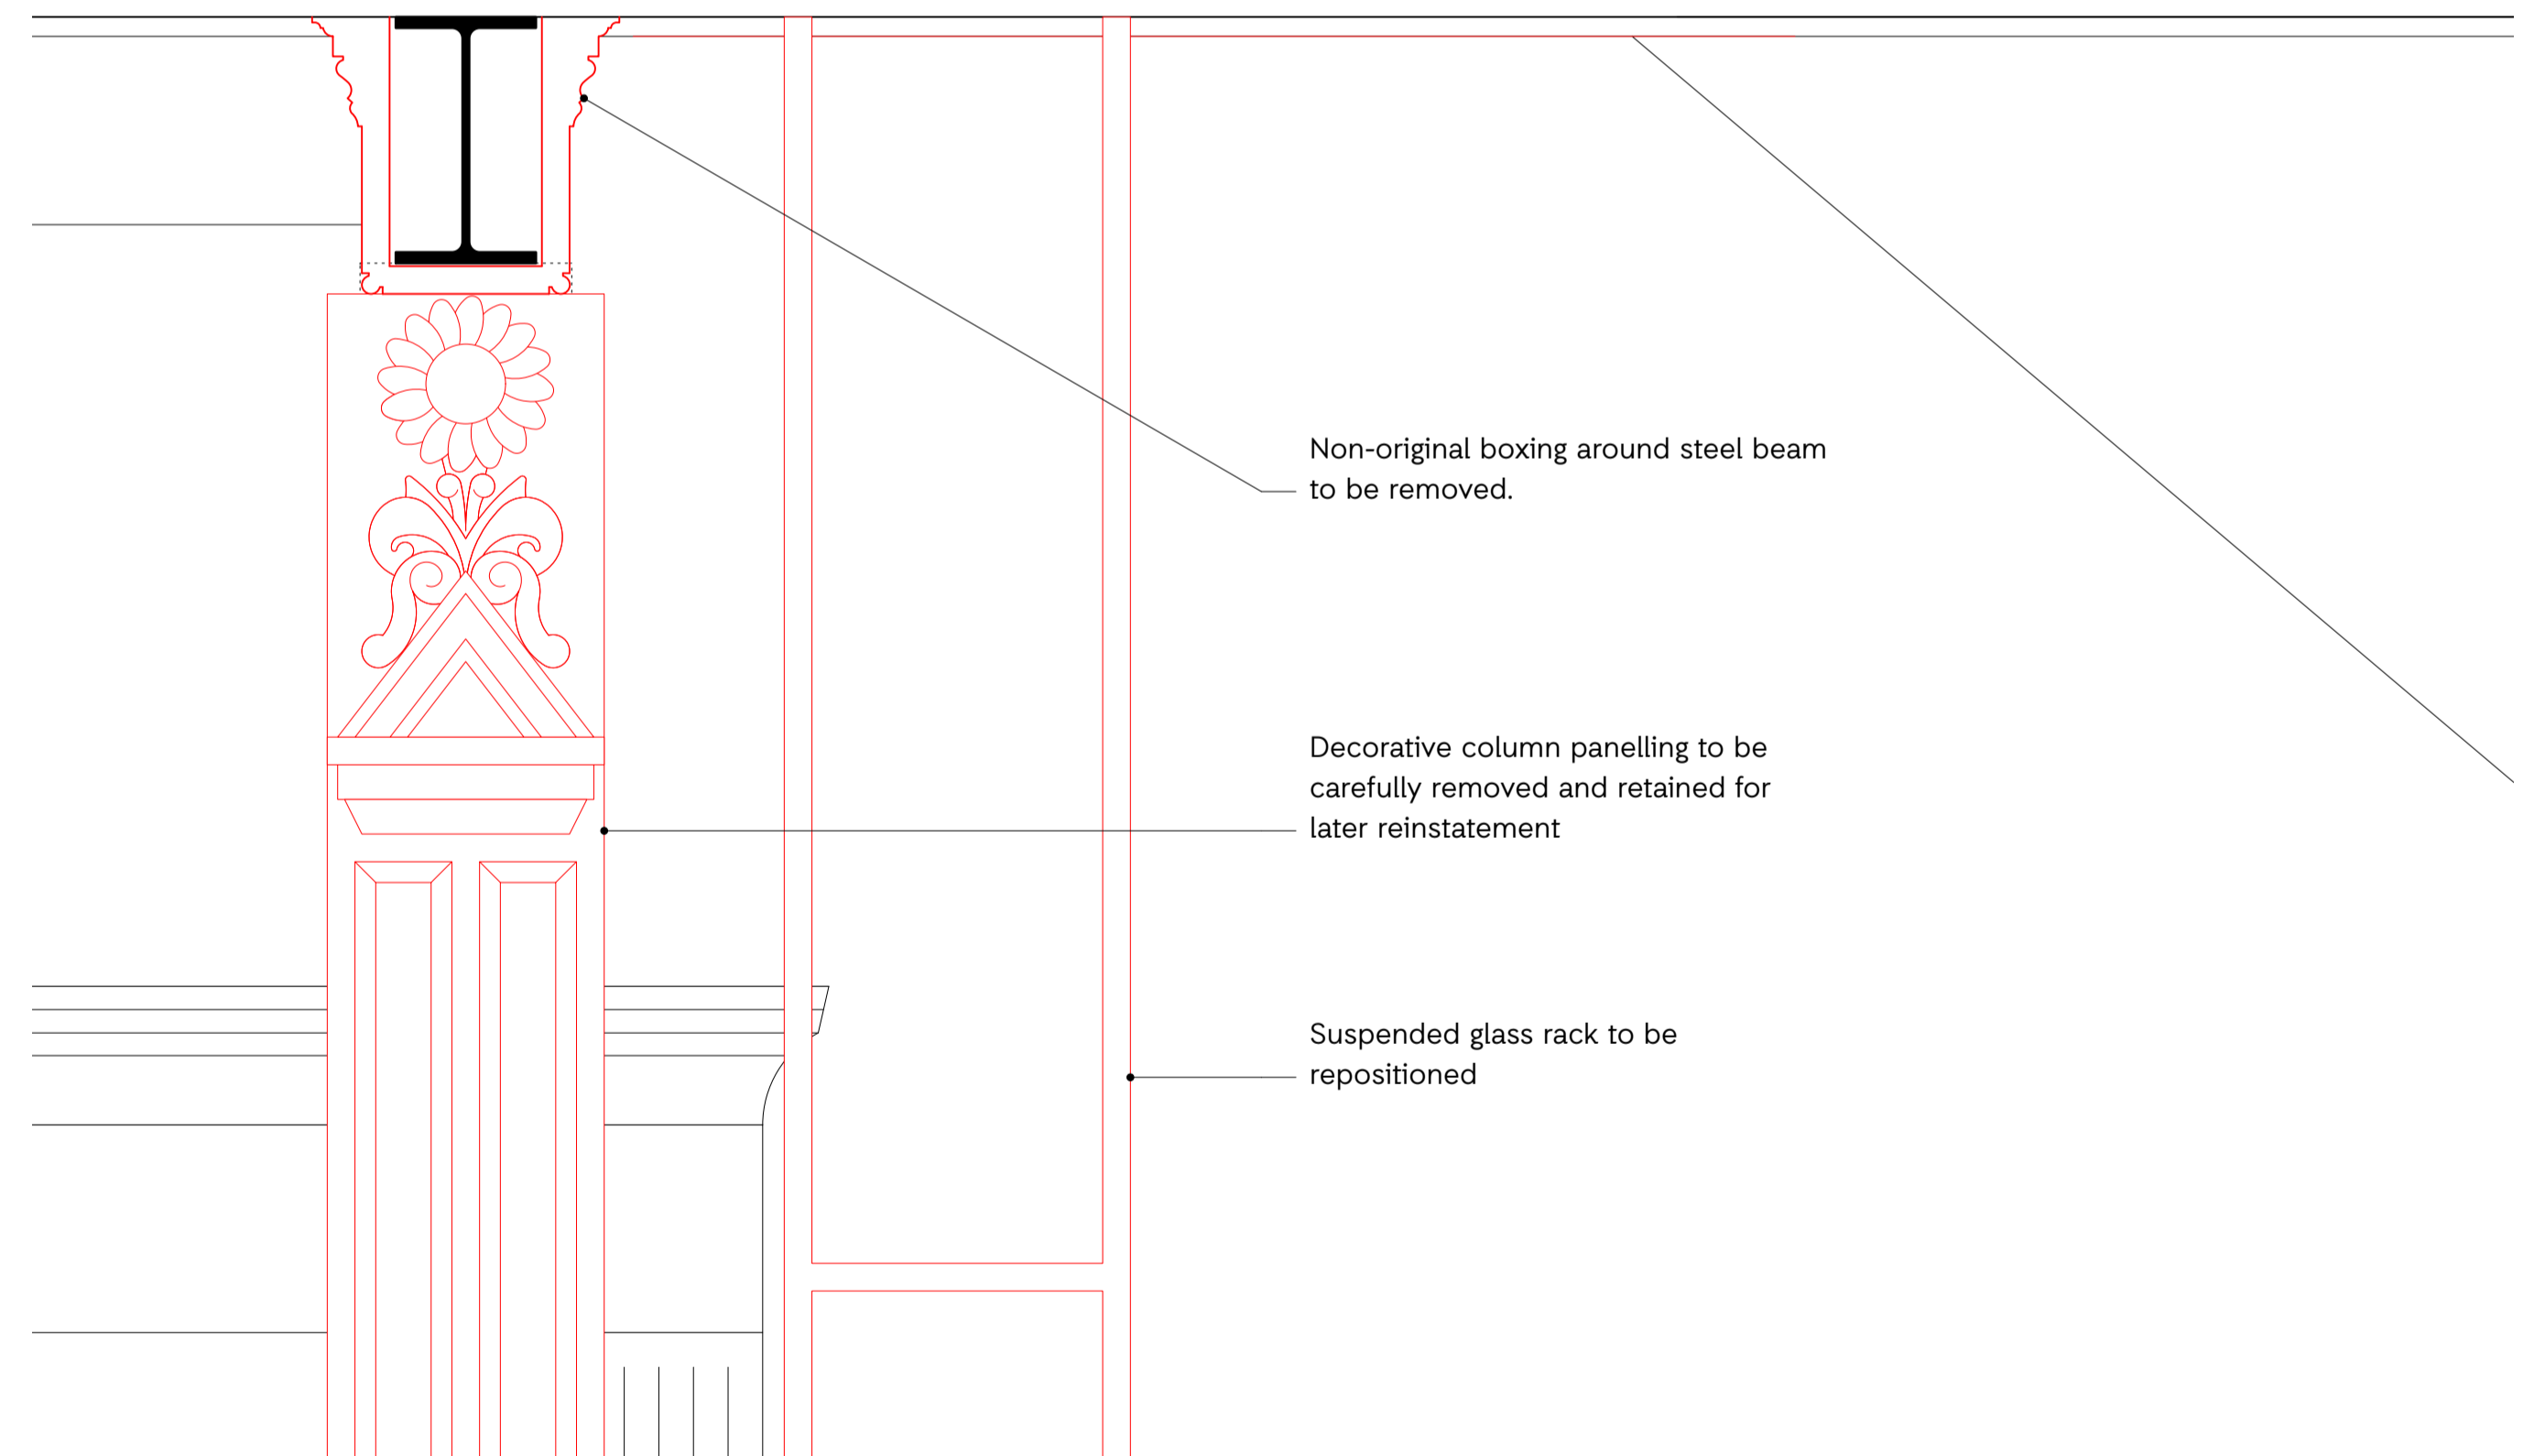 Non-original boxing around steel beam
to be removed.
Decorative column panelling to be
carefully removed and retained for
later reinstatement
Suspended glass rack to be
repositioned